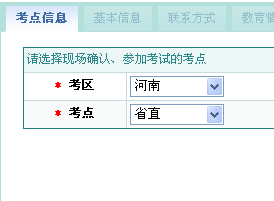 考点信息 基本信息 联系方式 教育
请选择现场确认、参加考试的考点
* 考区 河南
* 考点 省直